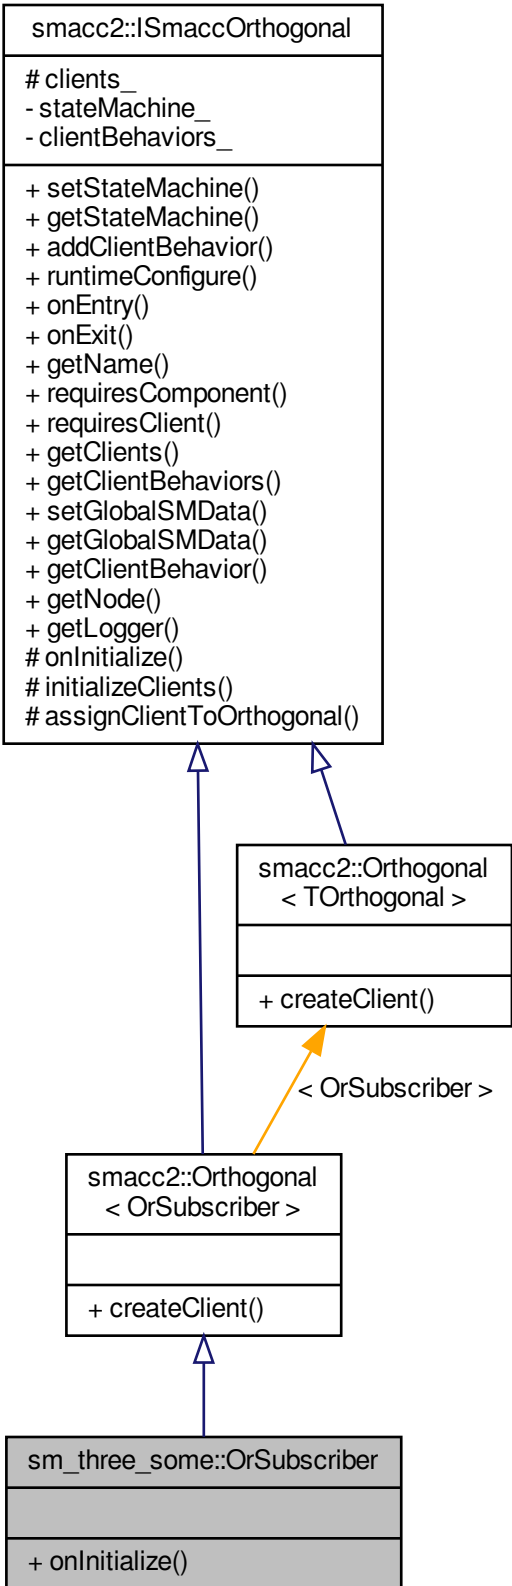 smacc2::ISmaccOrthogonal
# clients_
- stateMachine_
- clientBehaviors_
+ setStateMachine()
+ getStateMachine()
+ addClientBehavior()
+ runtimeConfigure()
+ onEntry()
+ onExit()
+ getName()
+ requiresComponent()
+ requiresClient()
+ getClients()
+ getClientBehaviors()
+ setGlobalSMData()
+ getGlobalSMData()
+ getClientBehavior()
+ getNode()
+ getLogger()
# onInitialize()
# initializeClients()
# assignClientToOrthogonal()
smacc2::Orthogonal
< TOrthogonal >
+ createClient()
< OrSubscriber >
smacc2::Orthogonal
< OrSubscriber >
+ createClient()
sm_three_some::OrSubscriber
+ onInitialize()